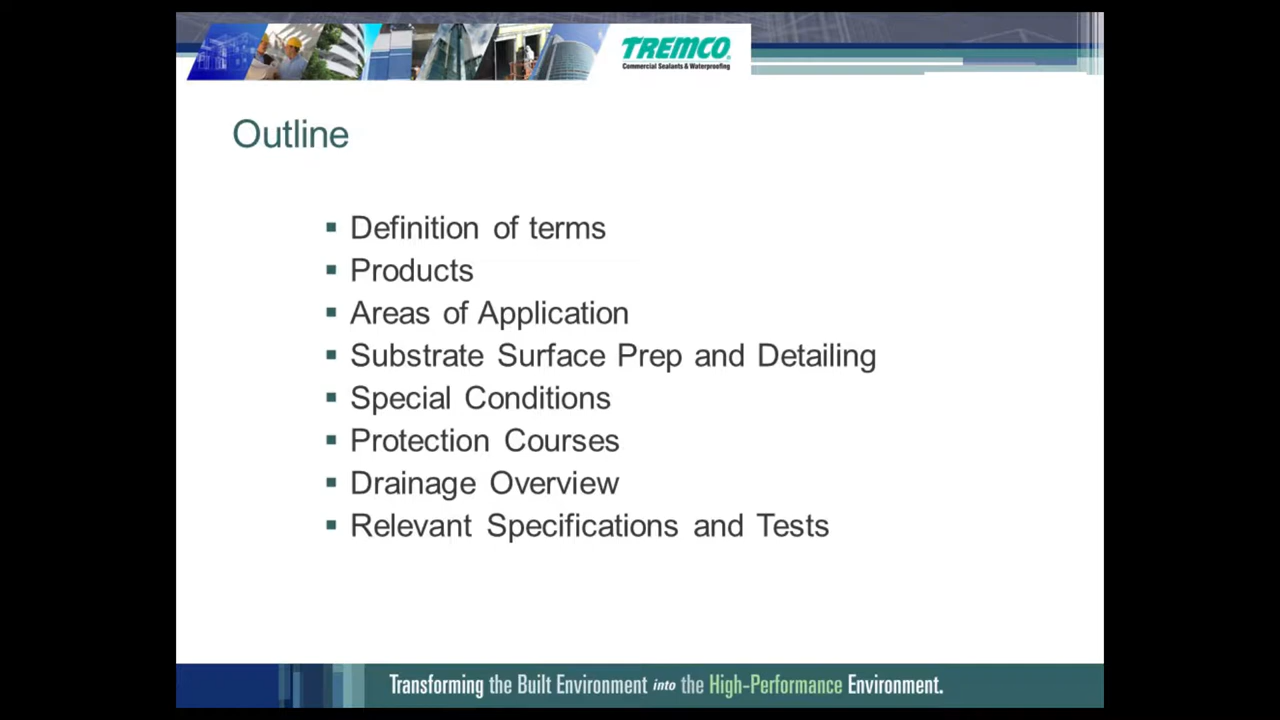 TREMCO
Commercial Sealants & Waterproofing
Outline
▪ Definition of terms
▪ Products
▪ Areas of Application
▪ Substrate Surface Prep and Detailing
▪ Special Conditions
▪ Protection Courses
▪ Drainage Overview
▪ Relevant Specifications and Tests
Transforming the Built Environment into the High-Performance Environment.